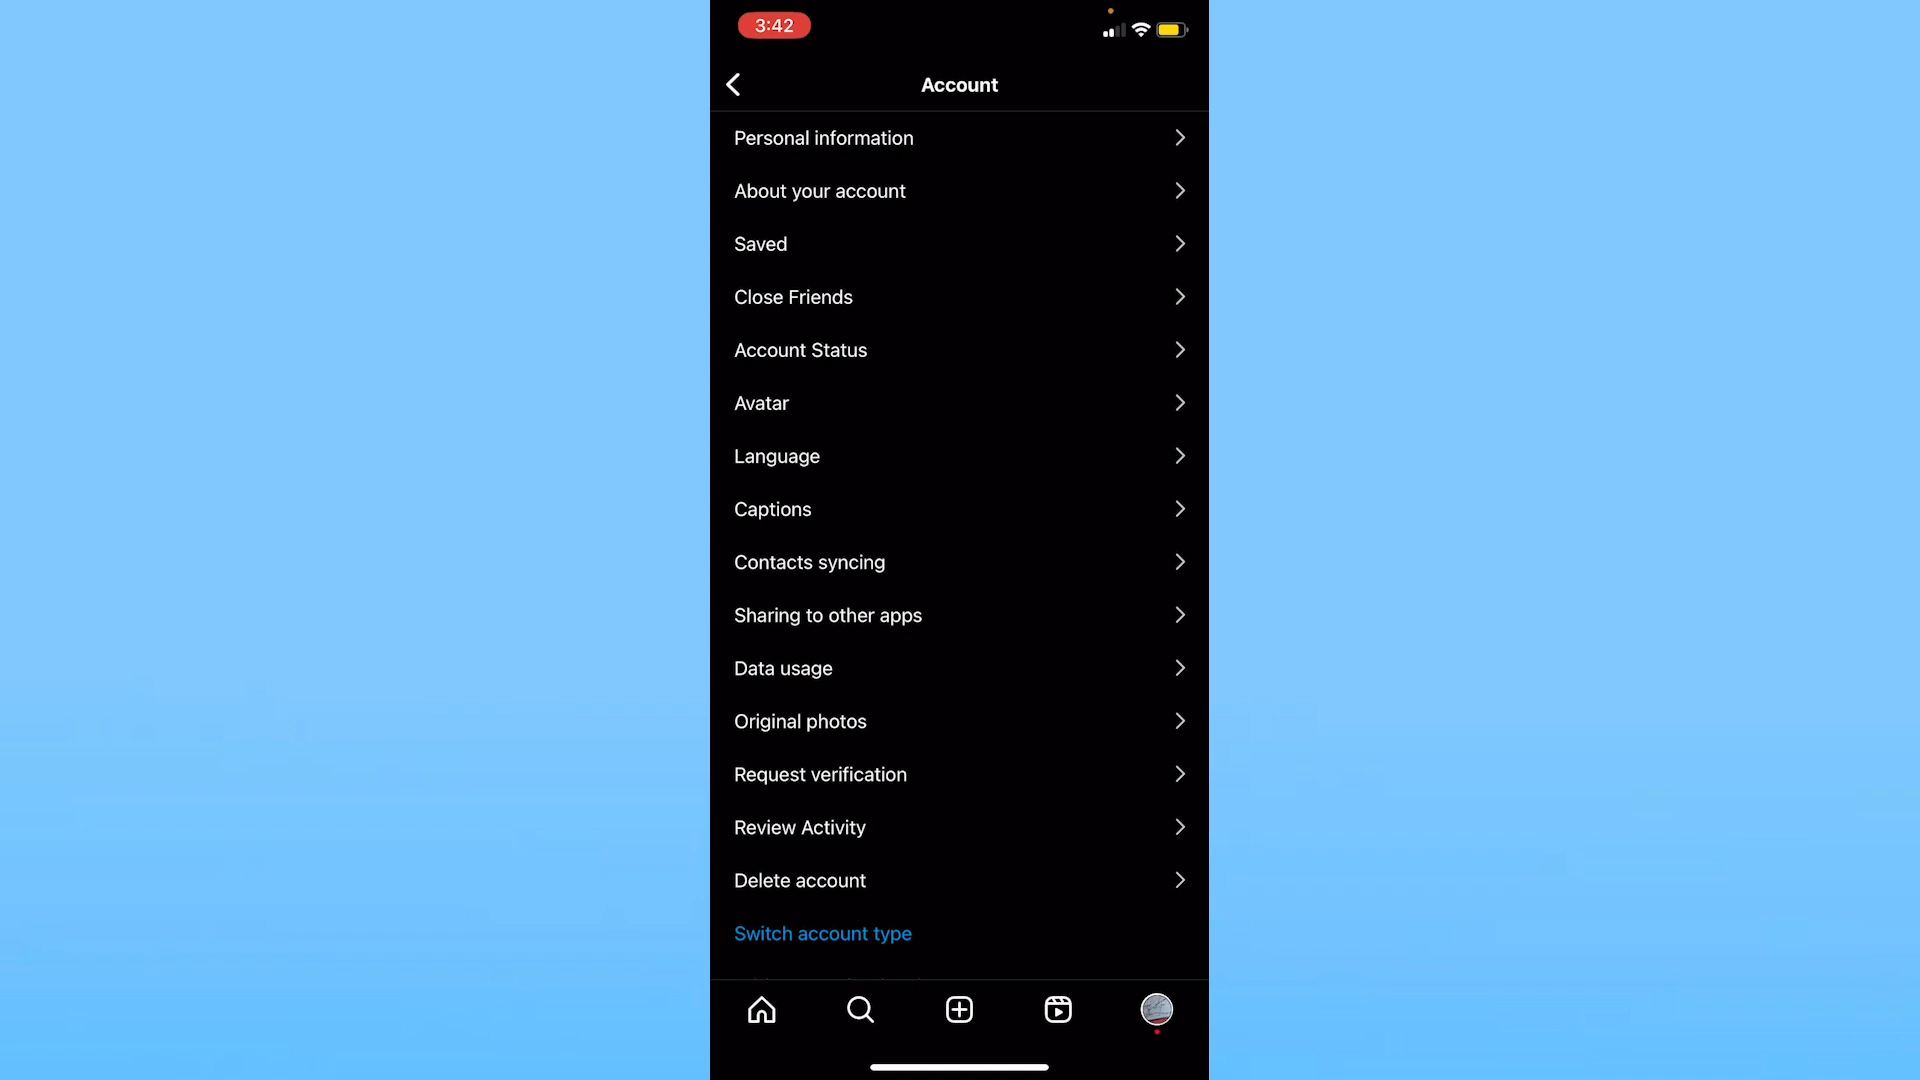 3:42
Account
Personal information
About your account
Saved
Close Friends
Account Status
Avatar
Language
Captions
Contacts syncing
Sharing to other apps
Data usage
Original photos
Request verification
Review Activity
Delete account
Switch account type